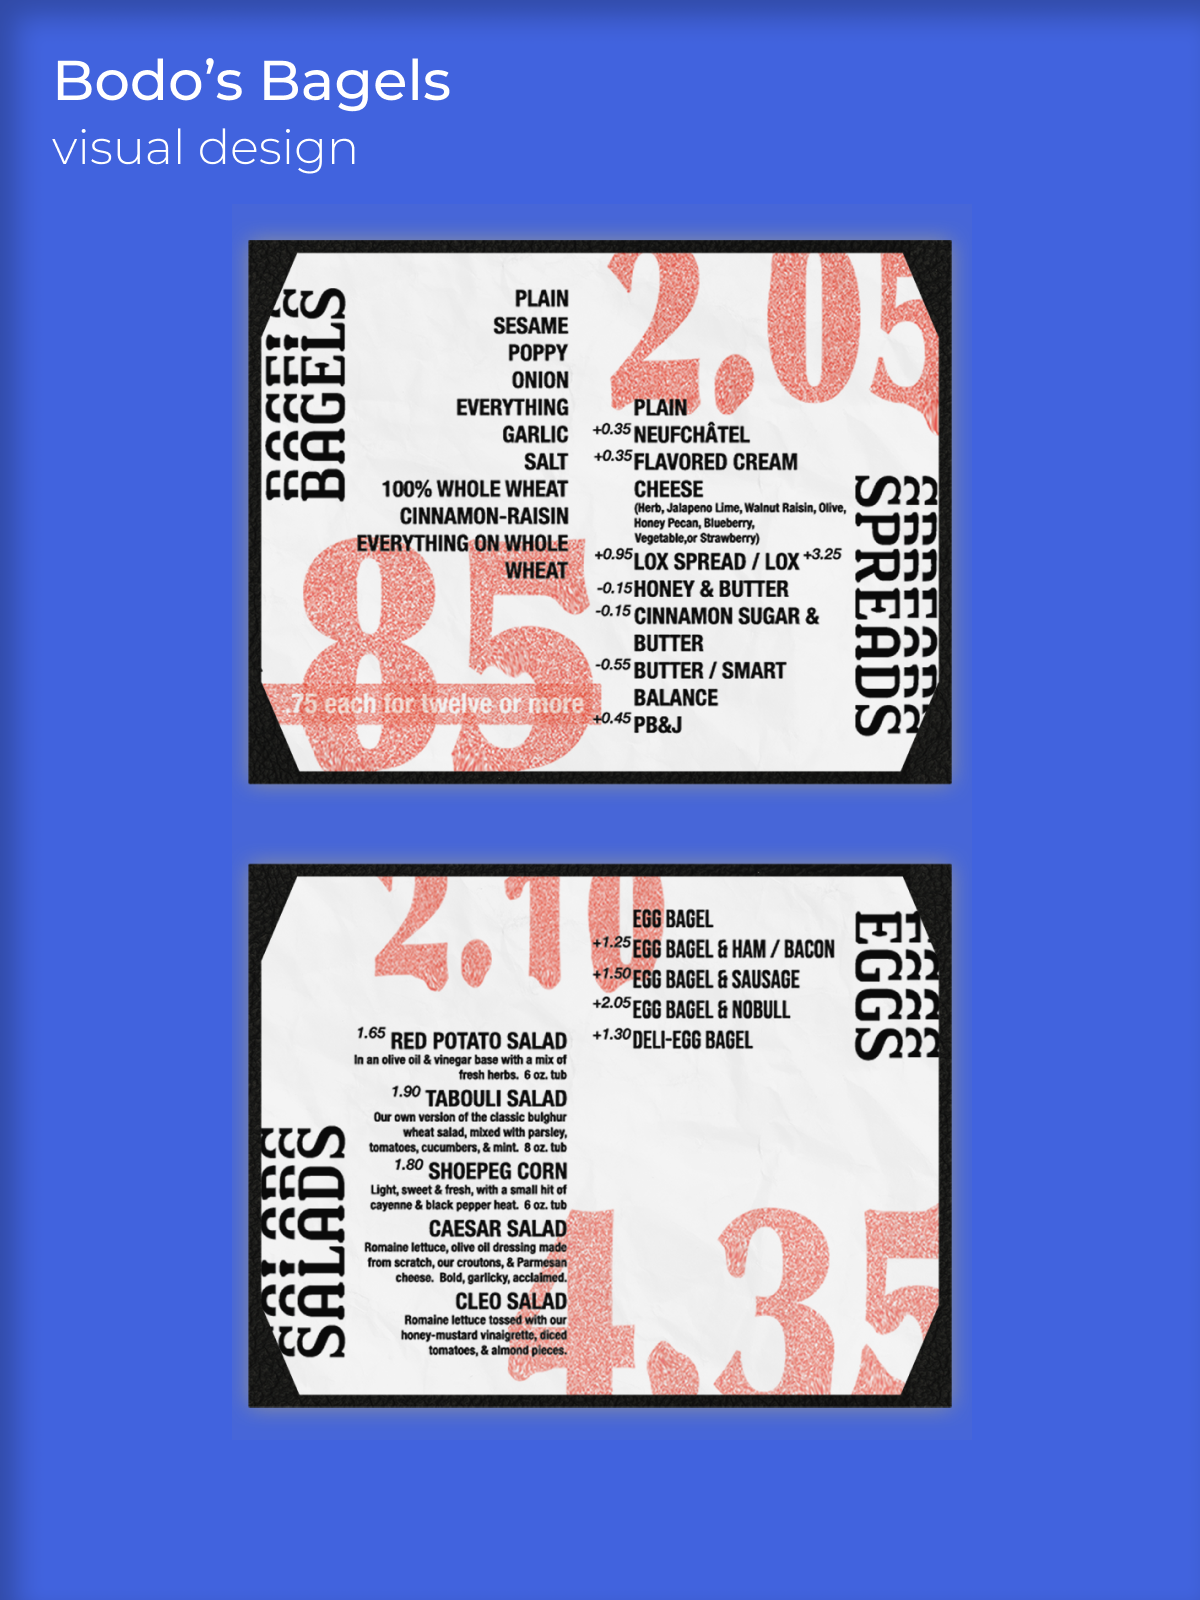 Bodo’s Bagels
visual design
BAGELS
PLAIN
SESAME
POPPY
ONION
EVERYTHING
GARLIC
SALT
100% WHOLE WHEAT
CINNAMON-RAISIN
EVERYTHING ON WHOLE
WHEAT
85
.75 each for twelve or more
2.05
PLAIN
+0.35 NEUFCHÂTEL
+0.35 FLAVORED CREAM
CHEESE
(Herb, Jalapeno Lime, Walnut Raisin, Olive,
Honey Pecan, Blueberry,
Vegetable,or Strawberry)
+0.95 LOX SPREAD / LOX +3.25
-0.15 HONEY & BUTTER
-0.15 CINNAMON SUGAR &
BUTTER
-0.55 BUTTER / SMART
BALANCE
+0.45 PB&J
SPREADS
2.10
EGG BAGEL
+1.25 EGG BAGEL & HAM / BACON
+1.50 EGG BAGEL & SAUSAGE
+2.05 EGG BAGEL & NOBULL
+1.30 DELI-EGG BAGEL
EGGS
SALADS
1.65 RED POTATO SALAD
In an olive oil & vinegar base with a mix of
fresh herbs. 6 oz. tub
1.90 TABOULI SALAD
Our own version of the classic bulghur
wheat salad, mixed with parsley,
tomatoes, cucumbers, & mint. 8 oz. tub
1.80 SHOEPEG CORN
Light, sweet & fresh, with a small hit of
cayenne & black pepper heat. 6 oz. tub
CAESAR SALAD
Romaine lettuce, olive oil dressing made
from scratch, our croutons, & Parmesan
cheese. Bold, garlicky, acclaimed.
CLEO SALAD
Romaine lettuce tossed with our
honey-mustard vinaigrette, diced
tomatoes, & almond pieces.
4.35